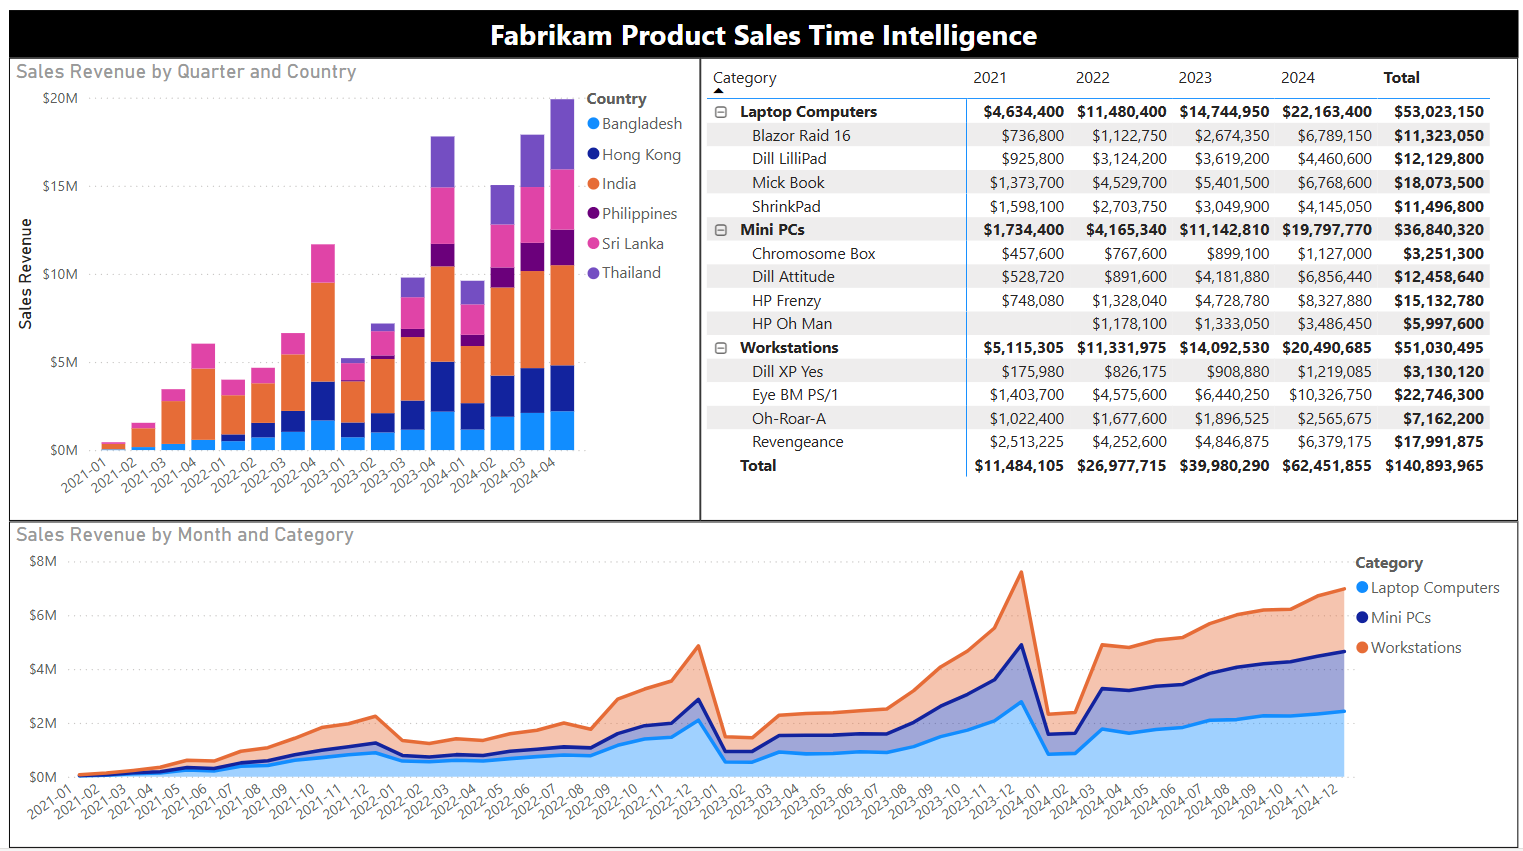 Fabrikam Product Sales Time Intelligence
Sales Revenue by Quarter and Country
Sales Revenue
$20M
$15M
$10M
$5M
$0M
2021-01
2021-02
2021-03
2021-04
2022-01
2022-02
2022-03
2022-04
2023-01
2023-02
2023-03
2023-04
2024-01
2024-02
2024-03
2024-04
Country
Bangladesh
Hong Kong
India
Philippines
Sri Lanka
Thailand
Category 2021 2022 2023 2024 Total
Laptop Computers $4,634,400 $11,480,400 $14,744,950 $22,163,400 $53,023,150
Blazor Raid 16 $736,800 $1,122,750 $2,674,350 $6,789,150 $11,323,050
Dill LilliPad $925,800 $3,124,200 $3,619,200 $4,460,600 $12,129,800
Mick Book $1,373,700 $4,529,700 $5,401,500 $6,768,600 $18,073,500
ShrinkPad $1,598,100 $2,703,750 $3,049,900 $4,145,050 $11,496,800
Mini PCs $1,734,400 $4,165,340 $11,142,810 $19,797,770 $36,840,320
Chromosome Box $457,600 $767,600 $899,100 $1,127,000 $3,251,300
Dill Attitude $528,720 $891,600 $4,181,880 $6,856,440 $12,458,640
HP Frenzy $748,080 $1,328,040 $4,728,780 $8,327,880 $15,132,780
HP Oh Man $1,178,100 $1,333,050 $3,486,450 $5,997,600
Workstations $5,115,305 $11,331,975 $14,092,530 $20,490,685 $51,030,495
Dill XP Yes $175,980 $826,175 $908,880 $1,219,085 $3,130,120
Eye BM PS/1 $1,403,700 $4,575,600 $6,440,250 $10,326,750 $22,746,300
Oh-Roar-A $1,022,400 $1,677,600 $1,896,525 $2,565,675 $7,162,200
Revengeance $2,513,225 $4,252,600 $4,846,875 $6,379,175 $17,991,875
Total $11,484,105 $26,977,715 $39,980,290 $62,451,855 $140,893,965
Sales Revenue by Month and Category
$8M
$6M
$4M
$2M
$0M
2021-01
2021-02
2021-03
2021-04
2021-05
2021-06
2021-07
2021-08
2021-09
2021-10
2021-11
2021-12
2022-01
2022-02
2022-03
2022-04
2022-05
2022-06
2022-07
2022-08
2022-09
2022-10
2022-11
2022-12
2023-01
2023-02
2023-03
2023-04
2023-05
2023-06
2023-07
2023-08
2023-09
2023-10
2023-11
2023-12
2024-01
2024-02
2024-03
2024-04
2024-05
2024-06
2024-07
2024-08
2024-09
2024-10
2024-11
2024-12
Category
Laptop Computers
Mini PCs
Workstations